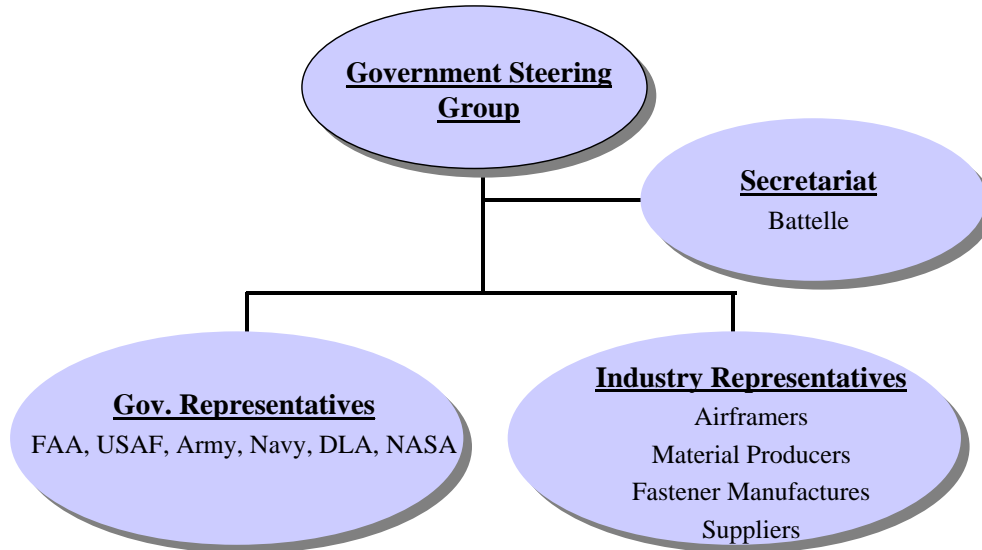 Government Steering
Group
Secretariat
Battelle
Gov. Representatives
FAA, USAF, Army, Navy, DLA, NASA
Industry Representatives
Airframers
Material Producers
Fastener Manufactures
Suppliers